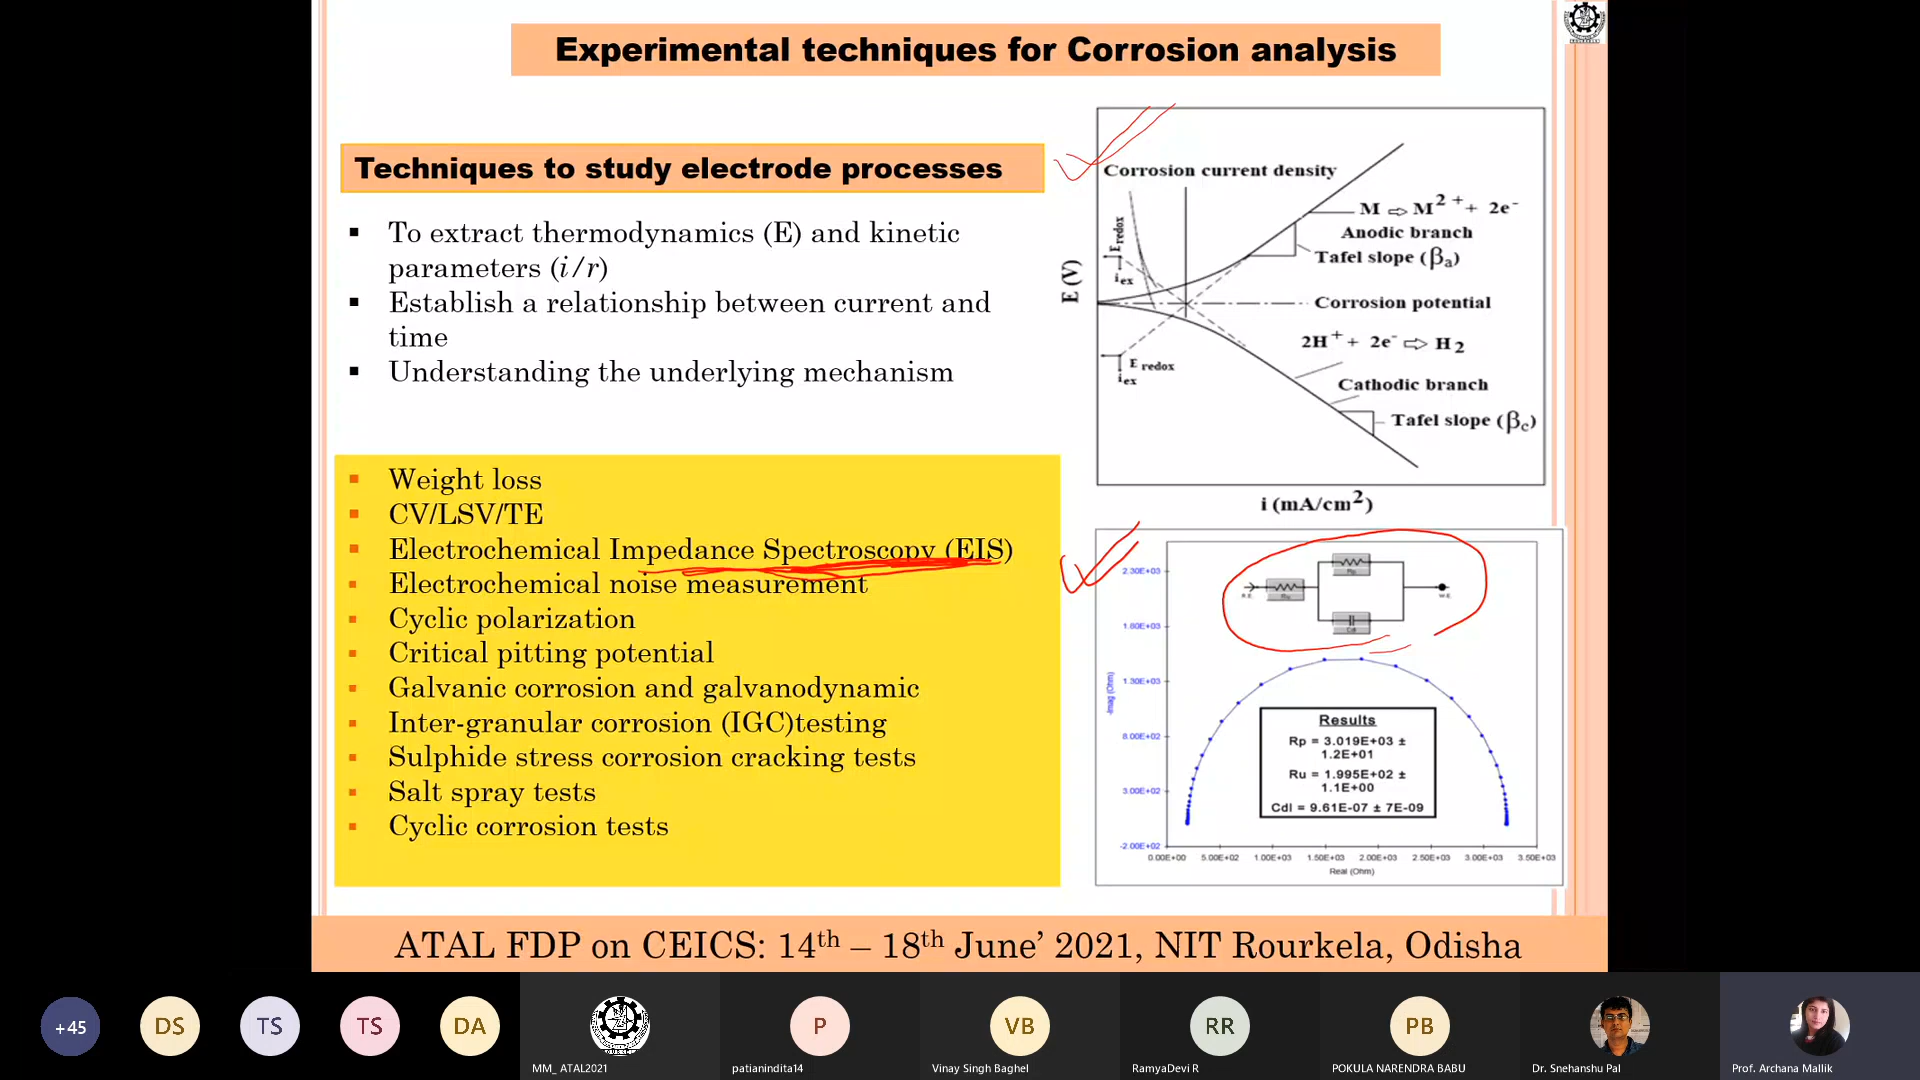 Experimental techniques for Corrosion analysis
Techniques to study electrode processes
▪ To extract thermodynamics (E) and kinetic
parameters (i/r)
▪ Establish a relationship between current and
time
▪ Understanding the underlying mechanism
▪ Weight loss
▪ CV/LSV/TE
▪ Electrochemical Impedance Spectroscopy (EIS)
▪ Electrochemical noise measurement
▪ Cyclic polarization
▪ Critical pitting potential
▪ Galvanic corrosion and galvanodynamic
▪ Inter-granular corrosion (IGC)testing
▪ Sulphide stress corrosion cracking tests
▪ Salt spray tests
▪ Cyclic corrosion tests
Corrosion current density
E redox
iex
M ⇨ M2+ + 2e-
Anodic branch
Tafel slope (βa)
E (V)
Corrosion potential
2H+ + 2e- ⇨ H2
E redox
iex
Cathodic branch
Tafel slope (βc)
i (mA/cm2)
2.30E+03
1.80E+03
1.30E+03
8.00E+02
3.00E+02
-2.00E+02
-Imag (Ohm)
Results
Rp = 3.019E+03 ±
1.2E+01
Ru = 1.995E+02 ±
1.1E+00
Cdl = 9.61E-07 ± 7E-09
0.00E+00 5.00E+02 1.00E+03 1.50E+03 2.00E+03 2.50E+03 3.00E+03 3.50E+03
Real (Ohm)
ATAL FDP on CEICS: 14th – 18th June’ 2021, NIT Rourkela, Odisha
+45 DS TS TS DA P VB RR PB
MM_ ATAL2021 patianindita14 Vinay Singh Baghel RamyaDevi R POKULA NARENDRA BABU Dr. Snehanshu Pal Prof. Archana Mallik